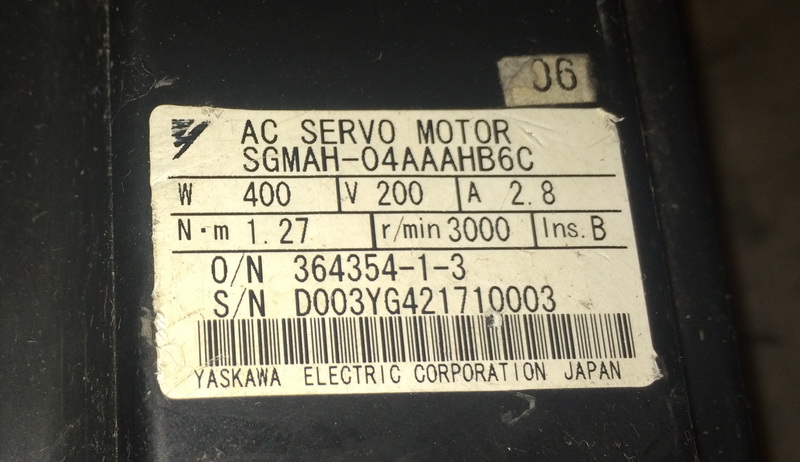 06
AC SERVO MOTOR
SGMAH-04AAAHB6C
W 400 V 200 A 2.8
N·m 1.27 r/min 3000 Ins. B
O/N 364354-1-3
S/N D003YG421710003
YASKAWA ELECTRIC CORPORATION JAPAN